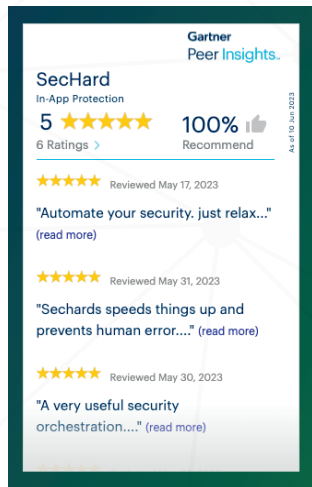 Gartner
Peer Insights™
SecHard
In-App Protection
5
100%
6 Ratings >
Recommend
As of 10 Jun 2023
Reviewed May 17, 2023
"Automate your security. just relax..."
(read more)
Reviewed May 31, 2023
"Sechards speeds things up and
prevents human error...." (read more)
Reviewed May 30, 2023
"A very useful security
orchestration...." (read more)